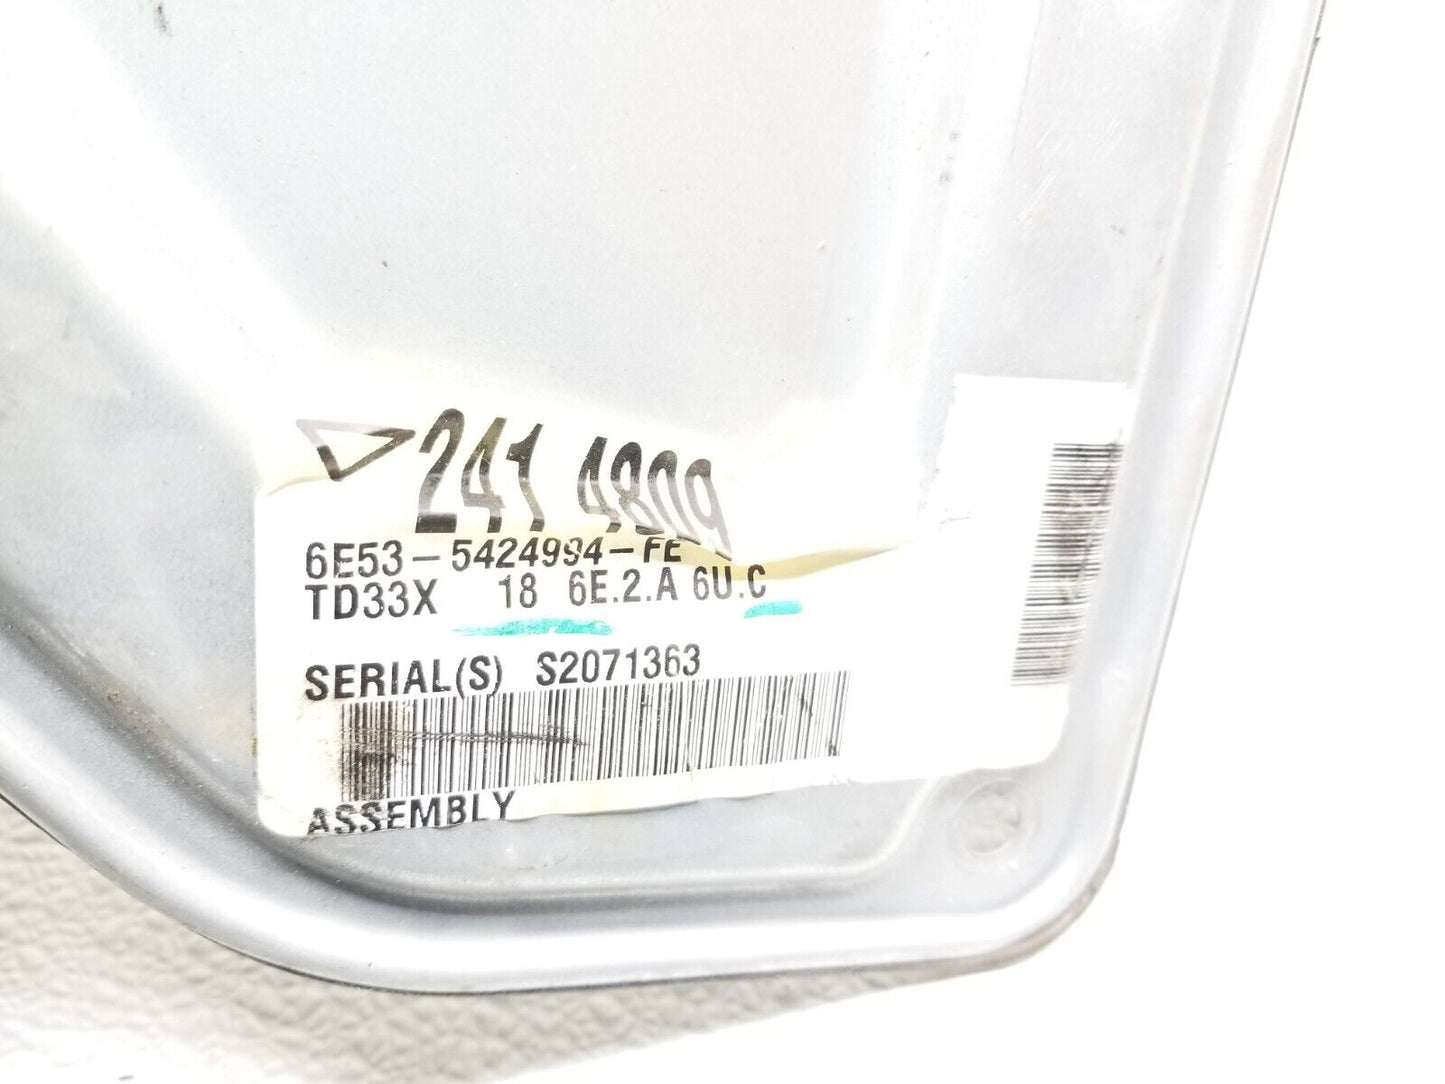 241 4809
6E53-5424994-FE
TD33X 18 6E.2.A 6U.C
SERIAL(S) S2071363
ASSEMBLY